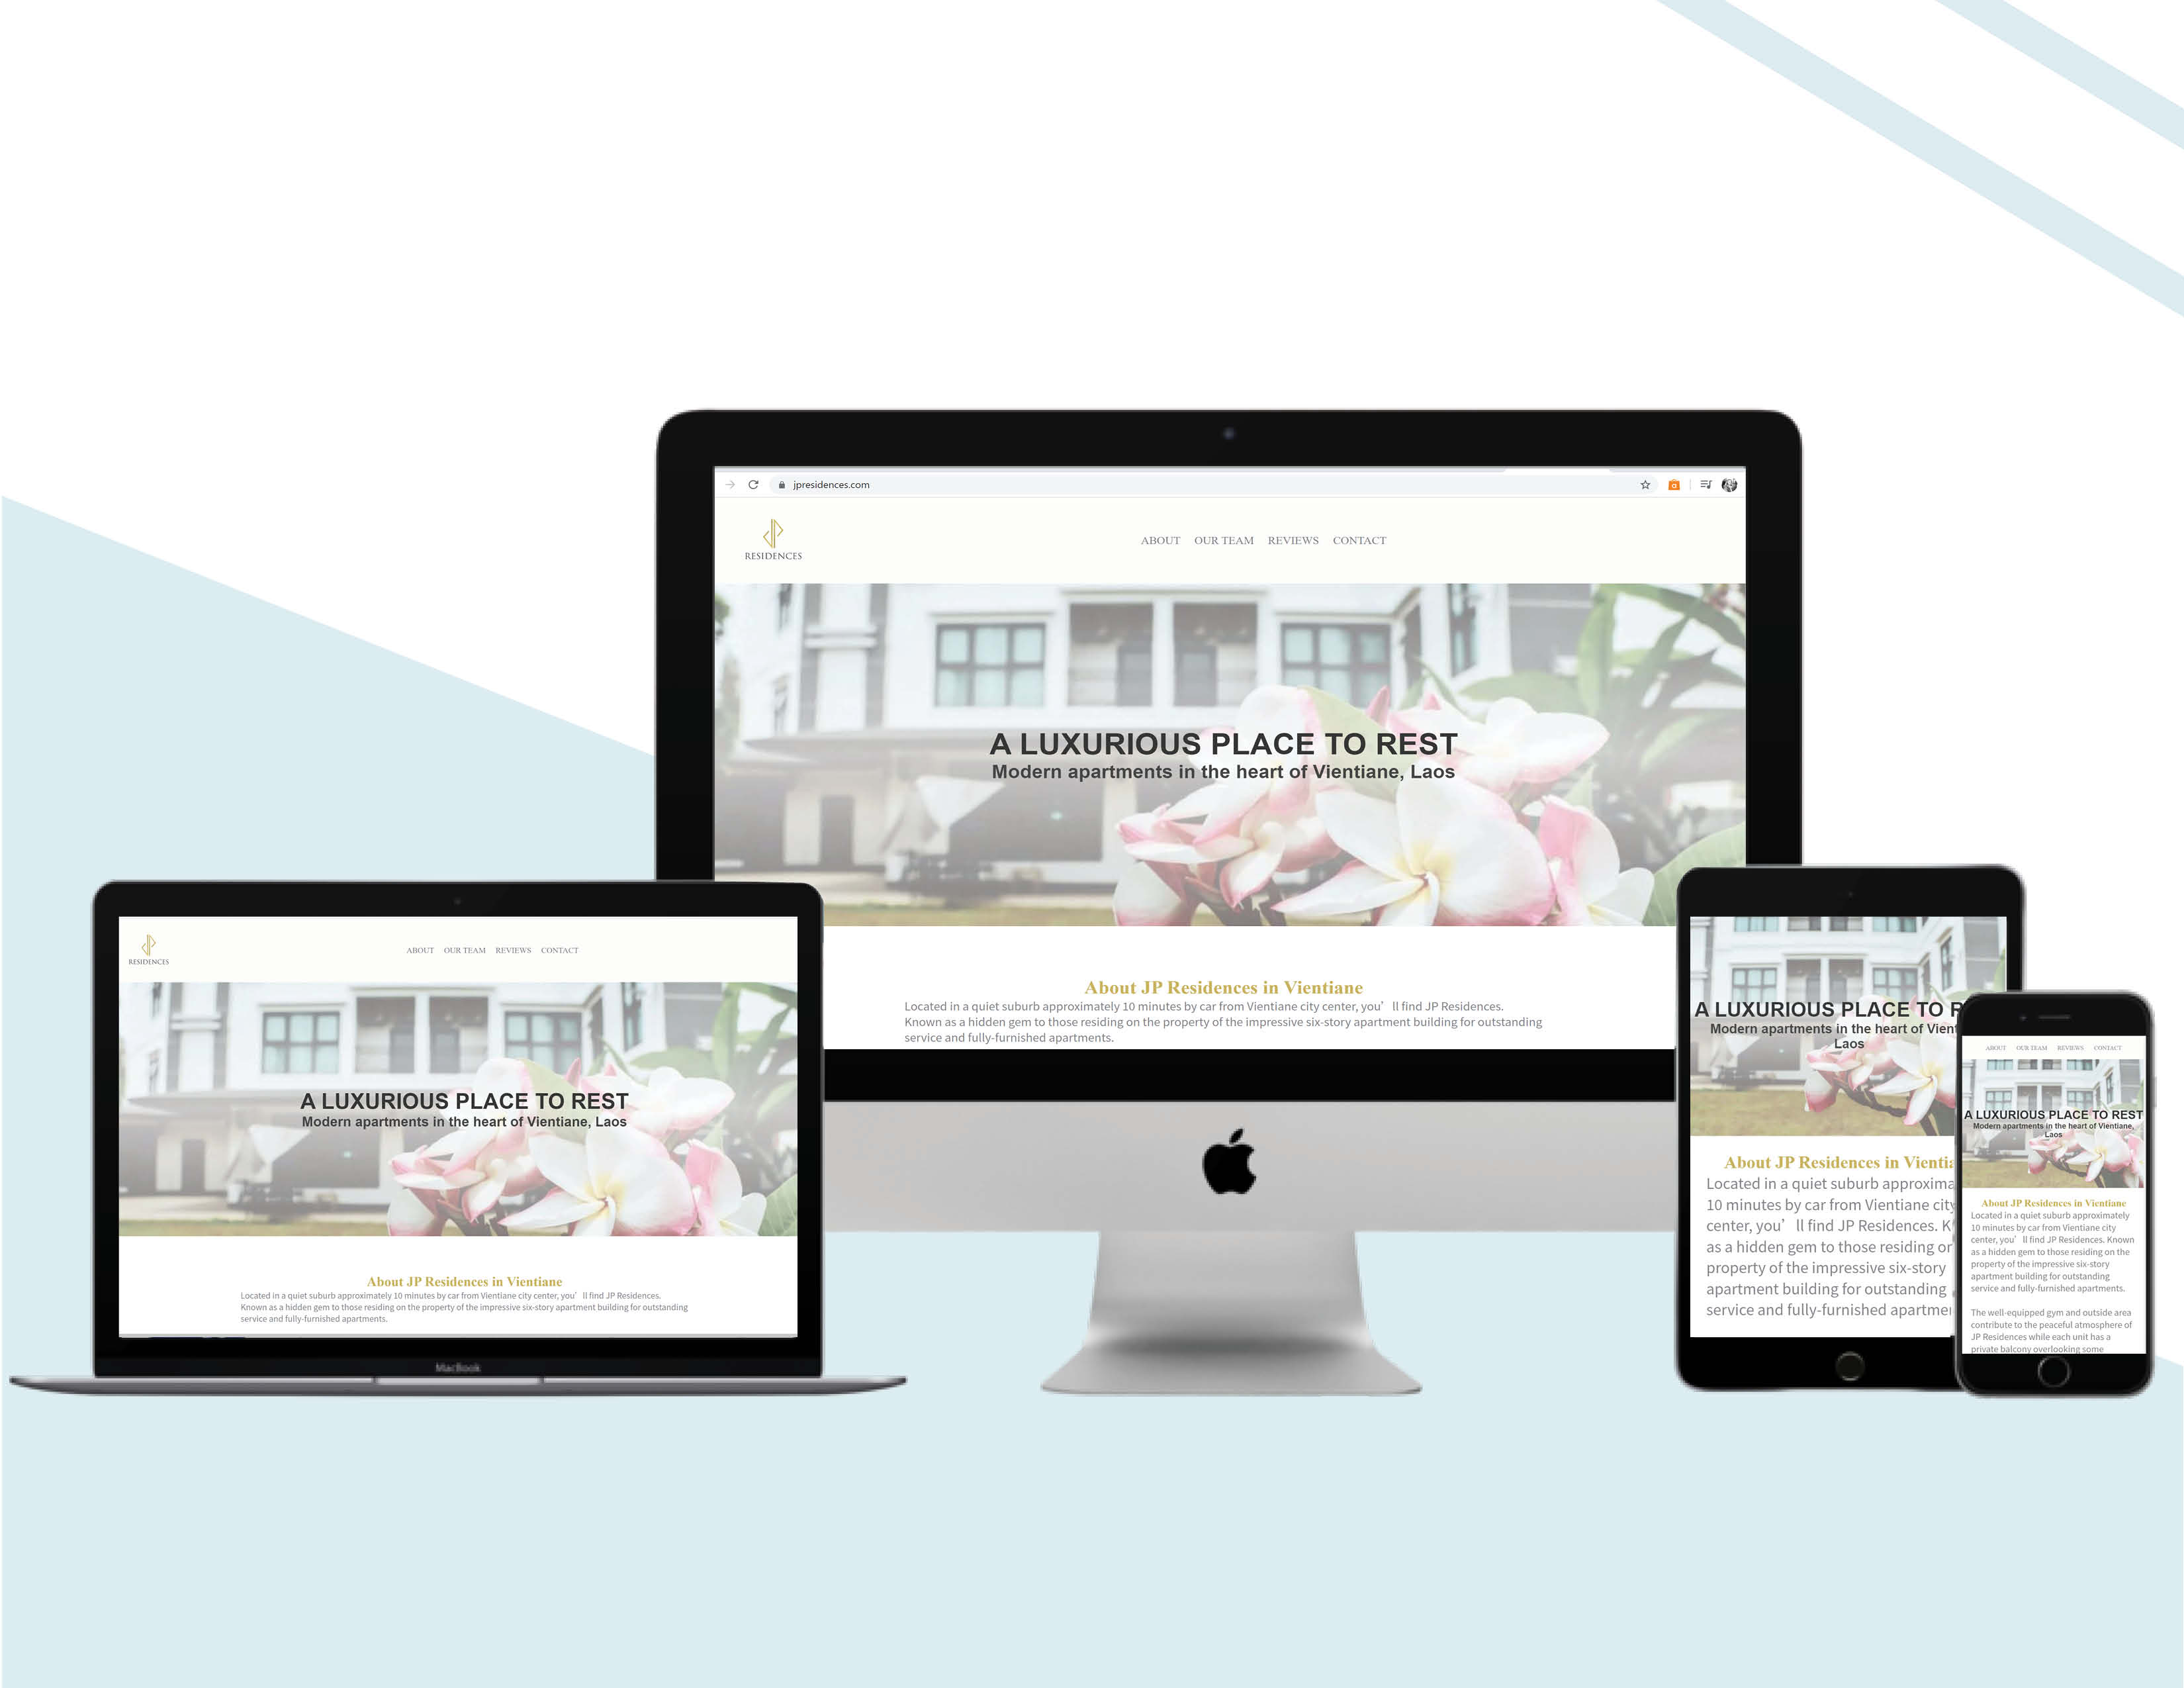 jpresidences.com
RESIDENCES
ABOUT OUR TEAM REVIEWS CONTACT
A LUXURIOUS PLACE TO REST
Modern apartments in the heart of Vientiane, Laos
About JP Residences in Vientiane
Located in a quiet suburb approximately 10 minutes by car from Vientiane city center, you’ll find JP Residences.
Known as a hidden gem to those residing on the property of the impressive six-story apartment building for outstanding
service and fully-furnished apartments.
RESIDENCES
ABOUT OUR TEAM REVIEWS CONTACT
A LUXURIOUS PLACE TO REST
Modern apartments in the heart of Vientiane, Laos
About JP Residences in Vientiane
Located in a quiet suburb approximately 10 minutes by car from Vientiane city center, you’ll find JP Residences.
Known as a hidden gem to those residing on the property of the impressive six-story apartment building for outstanding
service and fully-furnished apartments.
MacBook
A LUXURIOUS PLACE TO R
Modern apartments in the heart of Vient
Laos
About JP Residences in Vientia
Located in a quiet suburb approxima
10 minutes by car from Vientiane city
center, you’ll find JP Residences. K
as a hidden gem to those residing or
property of the impressive six-story
apartment building for outstanding
service and fully-furnished apartmer
ABOUT OUR TEAM REVIEWS CONTACT
A LUXURIOUS PLACE TO REST
Modern apartments in the heart of Vientiane,
Laos
About JP Residences in Vientiane
Located in a quiet suburb approximately
10 minutes by car from Vientiane city
center, you’ll find JP Residences. Known
as a hidden gem to those residing on the
property of the impressive six-story
apartment building for outstanding
service and fully-furnished apartments.
The well-equipped gym and outside area
contribute to the peaceful atmosphere of
JP Residences while each unit has a
private balcony overlooking some